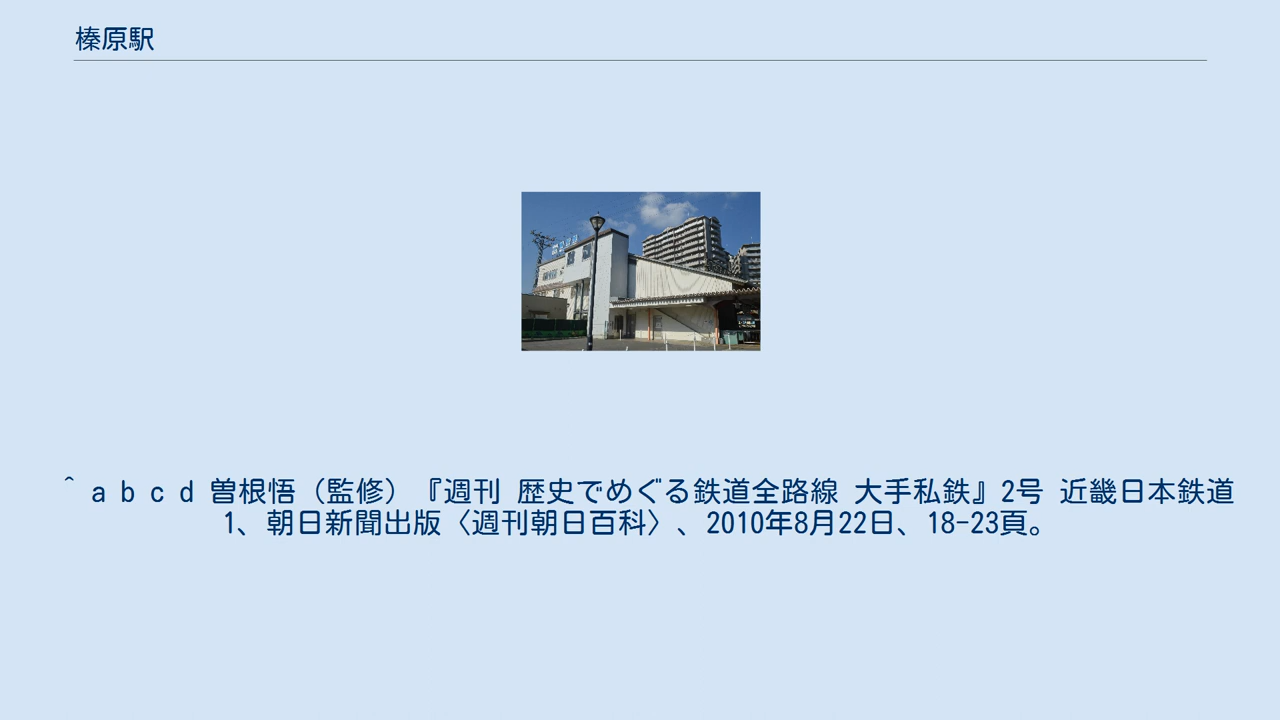 榛原駅
^ a b c d 曽根悟（監修）『週刊 歴史でめぐる鉄道全路線 大手私鉄』2号 近畿日本鉄道
1、朝日新聞出版〈週刊朝日百科〉、2010年8月22日、18-23頁。